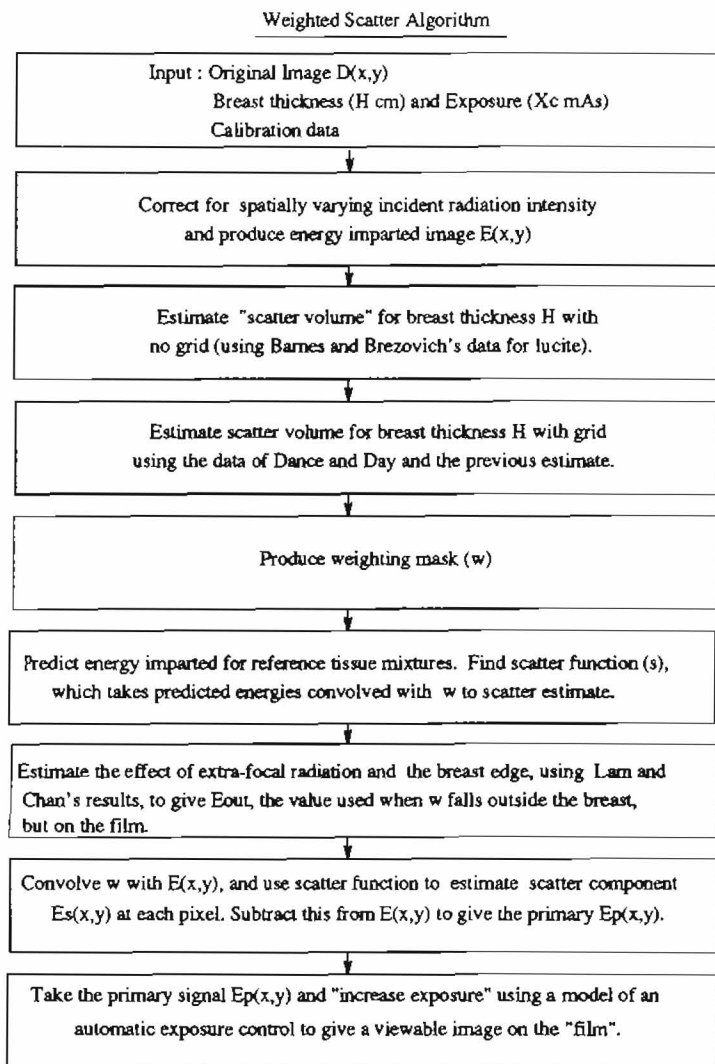 Weighted Scatter Algorithm
Input : Original Image D(x,y)
Breast thickness (H cm) and Exposure (Xc mAs)
Calibration data
Correct for spatially varying incident radiation intensity
and produce energy imparted image E(x,y)
Estimate "scatter volume" for breast thickness H with
no grid (using Barnes and Brezovich's data for lucite).
Estimate scatter volume for breast thickness H with grid
using the data of Dance and Day and the previous estimate.
Produce weighting mask (w)
Predict energy imparted for reference tissue mixtures. Find scatter function (s),
which takes predicted energies convolved with w to scatter estimate.
Estimate the effect of extra-focal radiation and the breast edge, using Lam and
Chan's results, to give Eout, the value used when w falls outside the breast,
but on the film.
Convolve w with E(x,y), and use scatter function to estimate scatter component
Es(x,y) at each pixel. Subtract this from E(x,y) to give the primary Ep(x,y).
Take the primary signal Ep(x,y) and "increase exposure" using a model of an
automatic exposure control to give a viewable image on the "film".